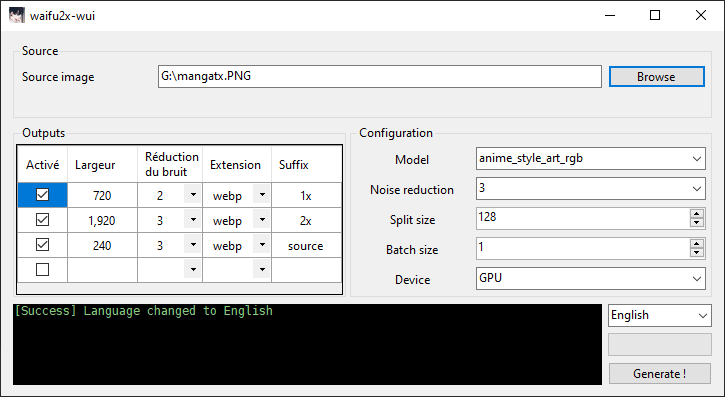 waifu2x-wui
Source
Source image
G:\mangatx.PNG
Browse
Outputs
Activé
Largeur
Réduction
du bruit
Extension
Suffix
720
2
webp
1x
1,920
3
webp
2x
240
3
webp
source
Configuration
Model
anime_style_art_rgb
Noise reduction
3
Split size
128
Batch size
1
Device
GPU
[Success] Language changed to English
English
Generate !